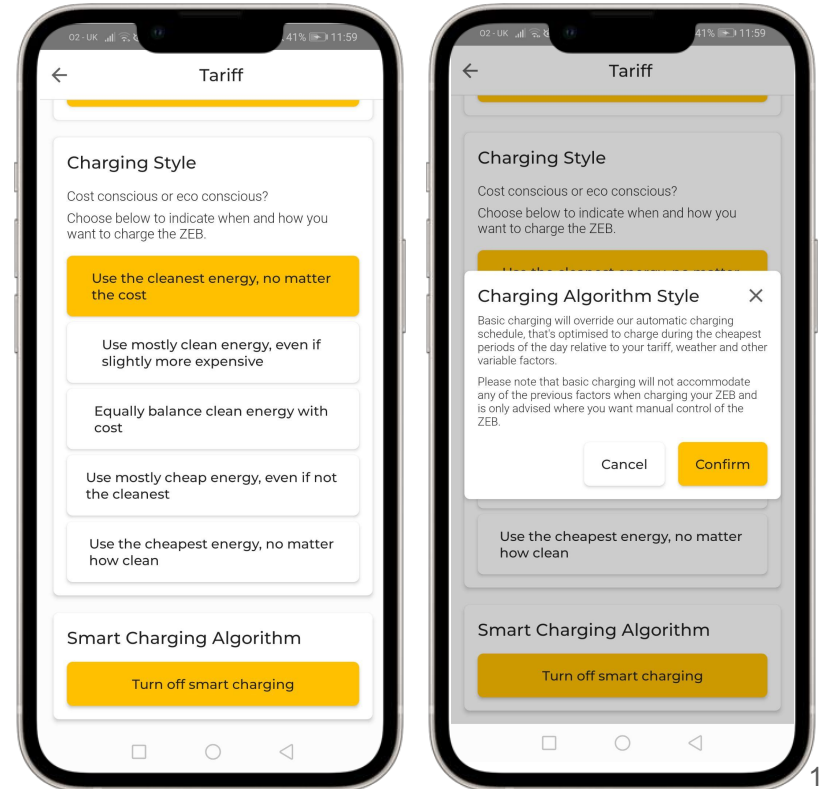 O2 - UK
41% 11:59
Tariff
Charging Style
Cost conscious or eco conscious?
Choose below to indicate when and how you
want to charge the ZEB.
Use the cleanest energy, no matter
the cost
Use mostly clean energy, even if
slightly more expensive
Equally balance clean energy with
cost
Use mostly cheap energy, even if not
the cleanest
Use the cheapest energy, no matter
how clean
Smart Charging Algorithm
Turn off smart charging
O2 - UK
41% 11:59
Tariff
Charging Style
Cost conscious or eco conscious?
Choose below to indicate when and how you
want to charge the ZEB.
Use the cleanest energy, no matter
Charging Algorithm Style
Basic charging will override our automatic charging
schedule, that's optimised to charge during the cheapest
periods of the day relative to your tariff, weather and other
variable factors.
Please note that basic charging will not accommodate
any of the previous factors when charging your ZEB and
is only advised where you want manual control of the
ZEB.
Cancel
Confirm
Use the cheapest energy, no matter
how clean
Smart Charging Algorithm
Turn off smart charging
1